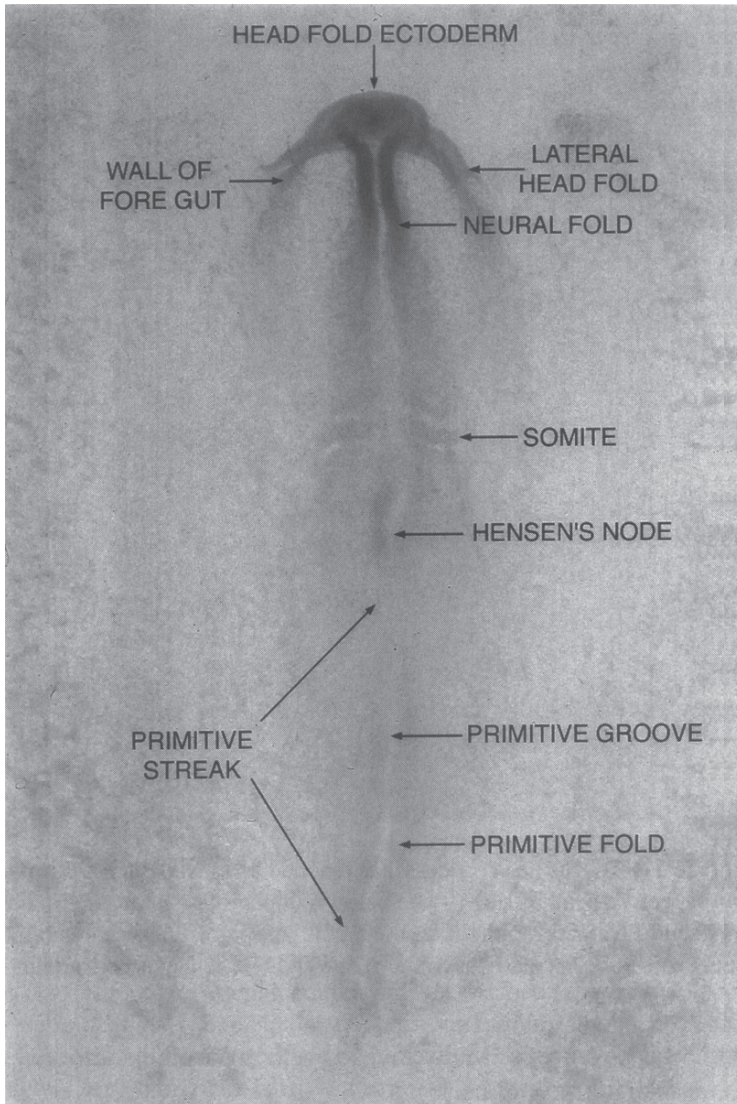 HEAD FOLD ECTODERM
WALL OF
FORE GUT
LATERAL
HEAD FOLD
NEURAL FOLD
SOMITE
HENSEN'S NODE
PRIMITIVE
STREAK
PRIMITIVE GROOVE
PRIMITIVE FOLD